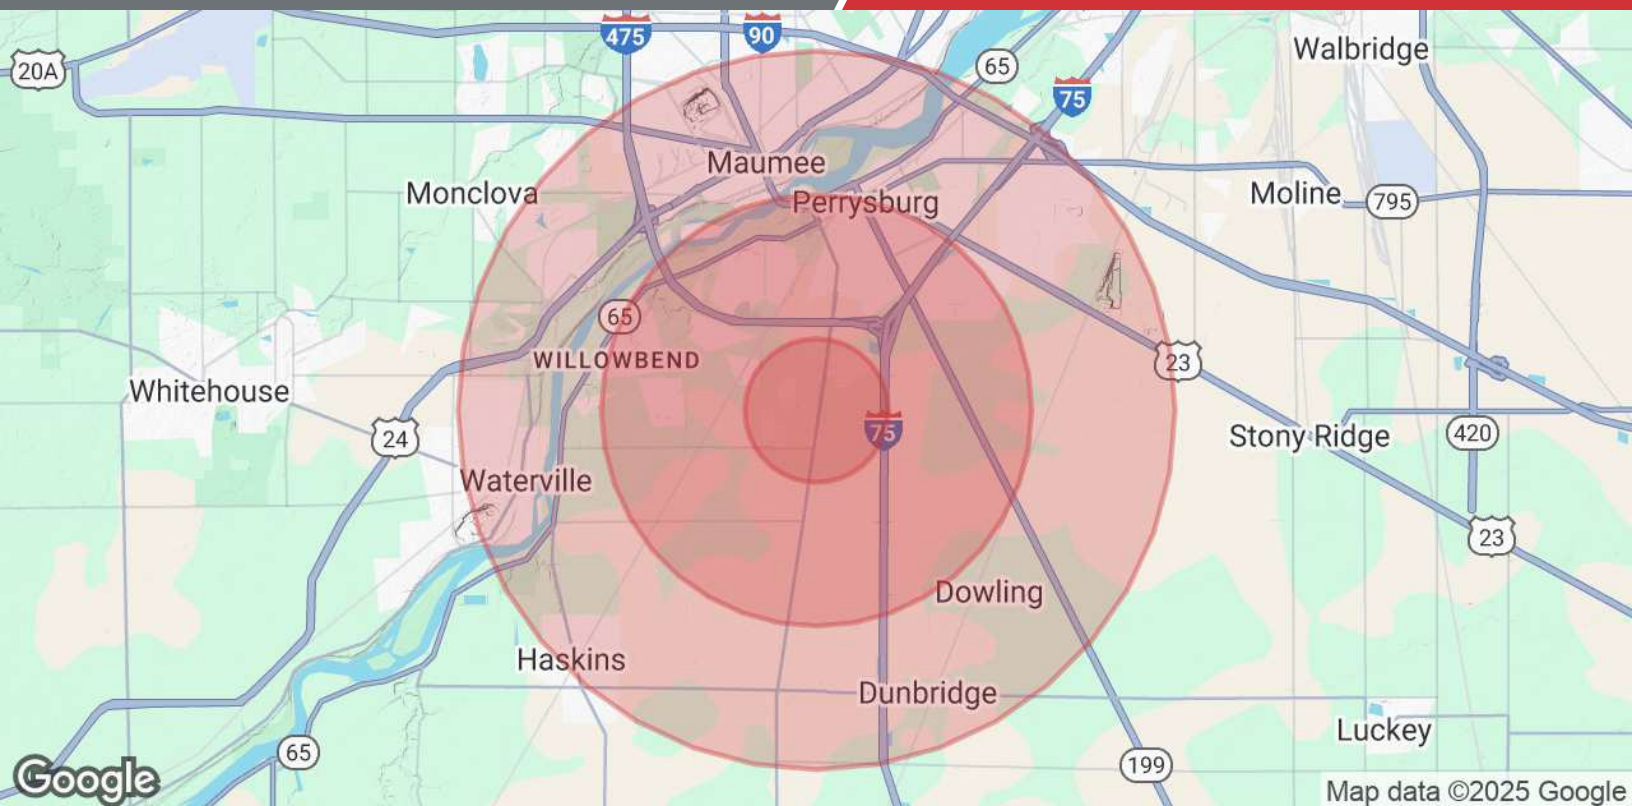 475
90
20A
65
Walbridge
75
Maumee
Monclova
Moline
795
Perrysburg
65
WILLOWBEND
23
Whitehouse
24
75
Stony Ridge
420
Waterville
23
Dowling
Haskins
Dunbridge
Luckey
65
199
Google
Map data ©2025 Google